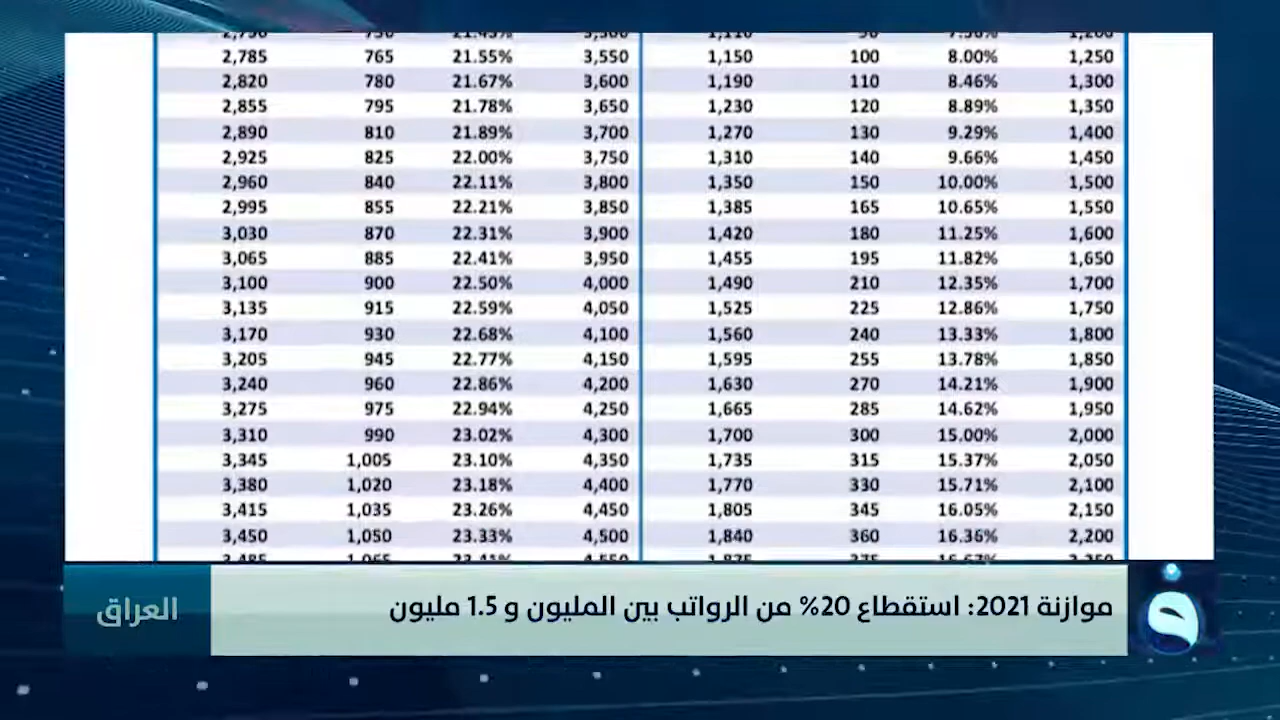 2,785 765 21.55% 3,550 1,150 100 8.00% 1,250
2,820 780 21.67% 3,600 1,190 110 8.46% 1,300
2,855 795 21.78% 3,650 1,230 120 8.89% 1,350
2,890 810 21.89% 3,700 1,270 130 9.29% 1,400
2,925 825 22.00% 3,750 1,310 140 9.66% 1,450
2,960 840 22.11% 3,800 1,350 150 10.00% 1,500
2,995 855 22.21% 3,850 1,385 165 10.65% 1,550
3,030 870 22.31% 3,900 1,420 180 11.25% 1,600
3,065 885 22.41% 3,950 1,455 195 11.82% 1,650
3,100 900 22.50% 4,000 1,490 210 12.35% 1,700
3,135 915 22.59% 4,050 1,525 225 12.86% 1,750
3,170 930 22.68% 4,100 1,560 240 13.33% 1,800
3,205 945 22.77% 4,150 1,595 255 13.78% 1,850
3,240 960 22.86% 4,200 1,630 270 14.21% 1,900
3,275 975 22.94% 4,250 1,665 285 14.62% 1,950
3,310 990 23.02% 4,300 1,700 300 15.00% 2,000
3,345 1,005 23.10% 4,350 1,735 315 15.37% 2,050
3,380 1,020 23.18% 4,400 1,770 330 15.71% 2,100
3,415 1,035 23.26% 4,450 1,805 345 16.05% 2,150
3,450 1,050 23.33% 4,500 1,840 360 16.36% 2,200
موازنة 2021: استقطاع 20% من الرواتب بين المليون و 1.5 مليون
العراق